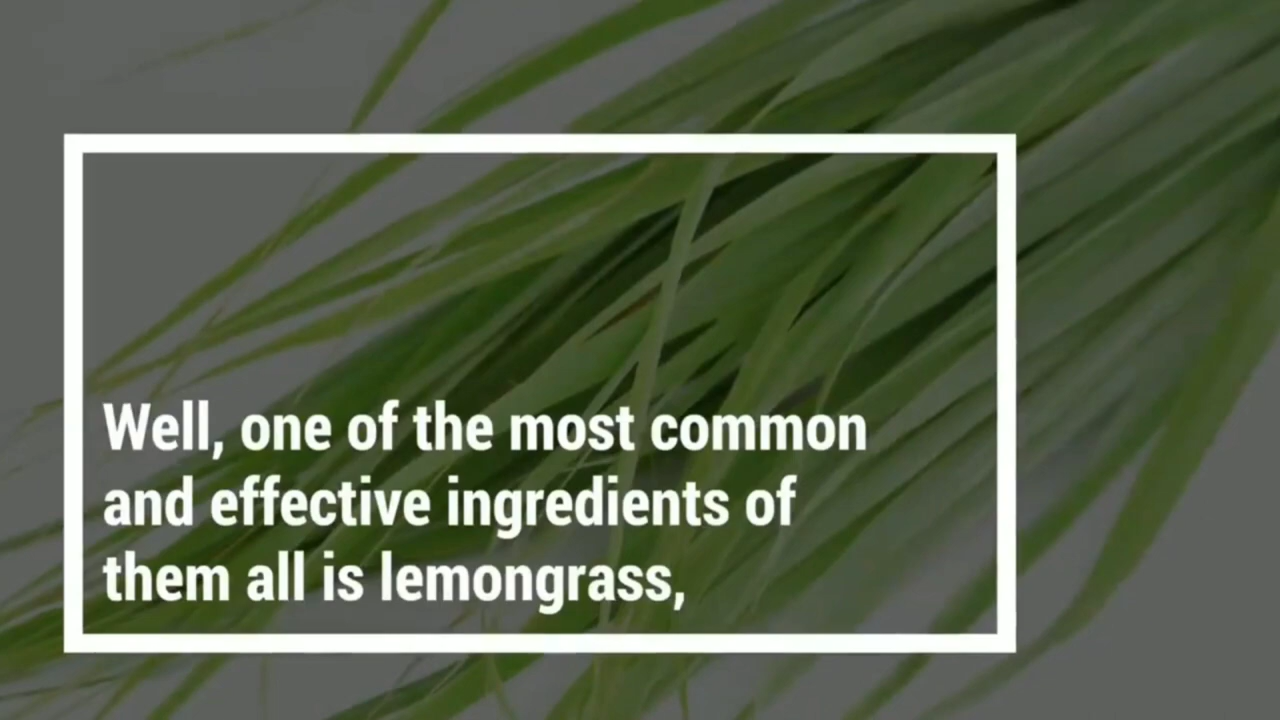 Well, one of the most common
and effective ingredients of
them all is lemongrass,